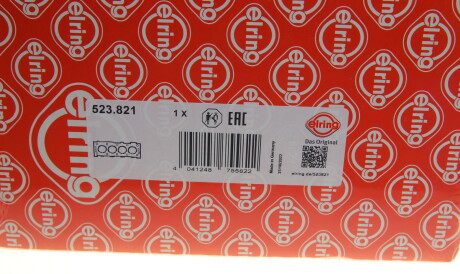 523.821
1 X
EAC
elring
Das Original
Made in Germany
4 041248 755622
elring.de/523821
elring